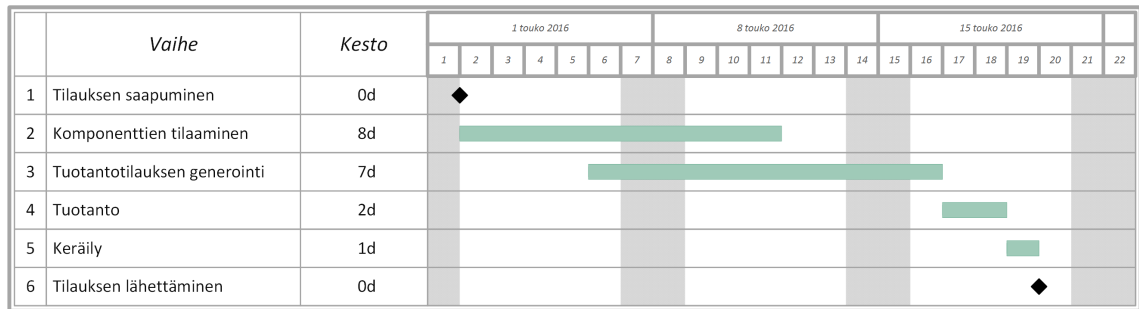 Vaihe Kesto 1 touko 2016 8 touko 2016 15 touko 2016
1 2 3 4 5 6 7 8 9 10 11 12 13 14 15 16 17 18 19 20 21 22
1 Tilauksen saapuminen 0d
2 Komponenttien tilaaminen 8d
3 Tuotantotilauksen generointi 7d
4 Tuotanto 2d
5 Keräily 1d
6 Tilauksen lähettäminen 0d